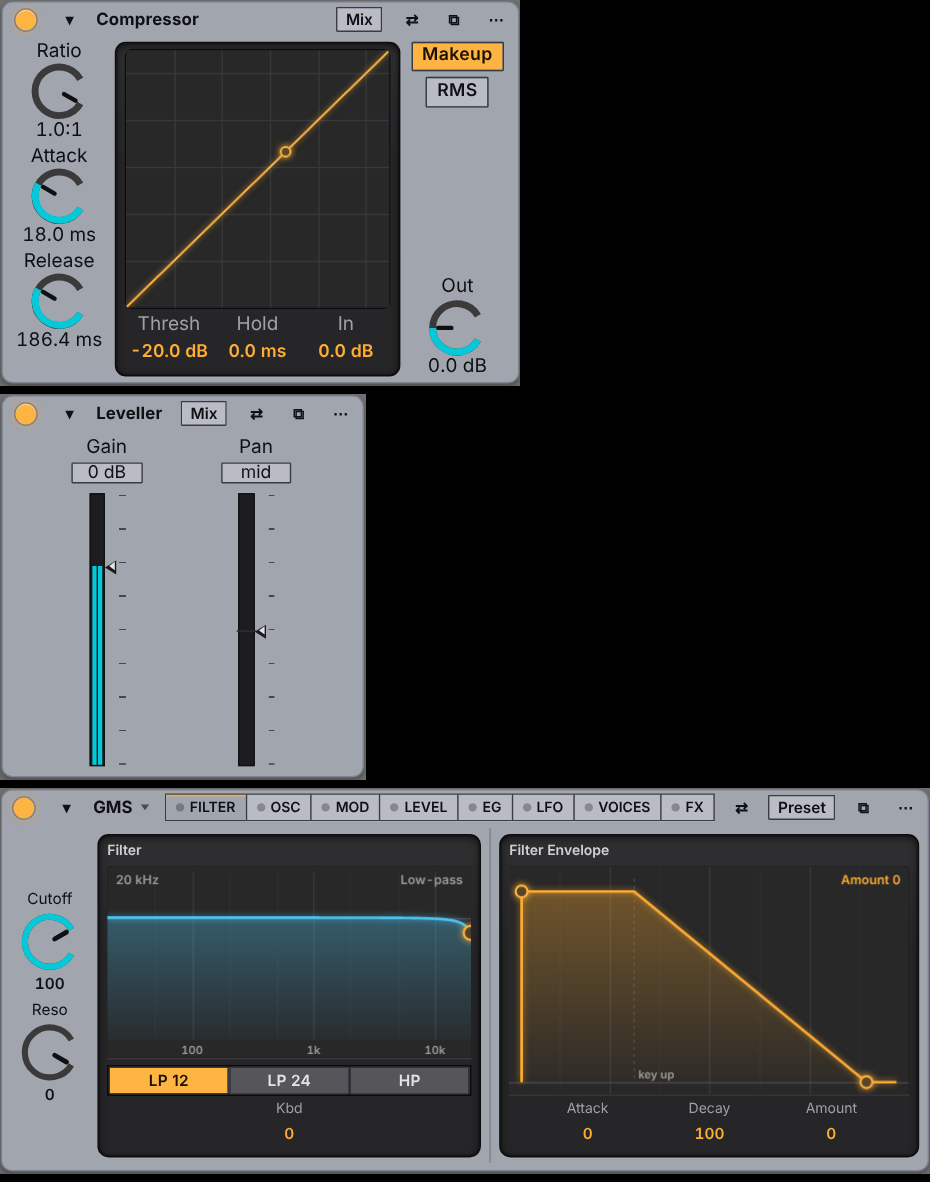 Compressor Mix
Ratio
1.0:1
Attack
18.0 ms
Release
186.4 ms
Thresh Hold In
-20.0 dB 0.0 ms 0.0 dB
Makeup
RMS
Out
0.0 dB
Leveller Mix
Gain Pan
0 dB mid
GMS FILTER OSC MOD LEVEL EG LFO VOICES FX Preset
Cutoff
100
Reso
0
Filter
20 kHz Low-pass
100 1k 10k
LP 12 LP 24 HP
Kbd
0
Filter Envelope
Amount 0
key up
Attack Decay Amount
0 100 0